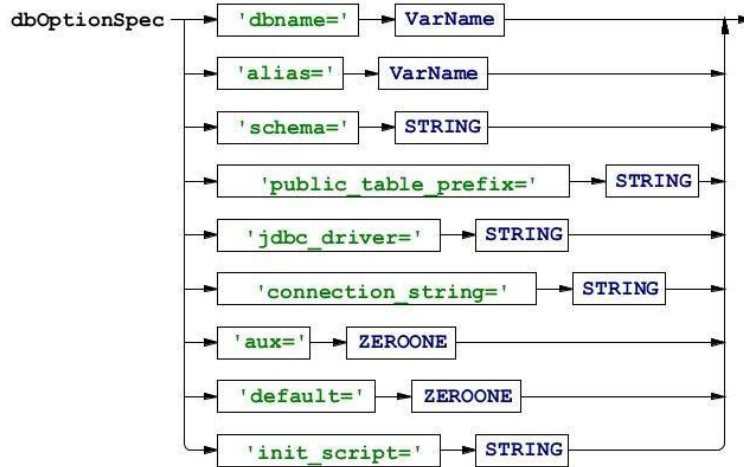 dbOptionSpec 'dbname=' VarName
'alias=' VarName
'schema=' STRING
'public_table_prefix=' STRING
'jdbc_driver=' STRING
'connection_string=' STRING
'aux=' ZEROONE
'default=' ZEROONE
'init_script=' STRING